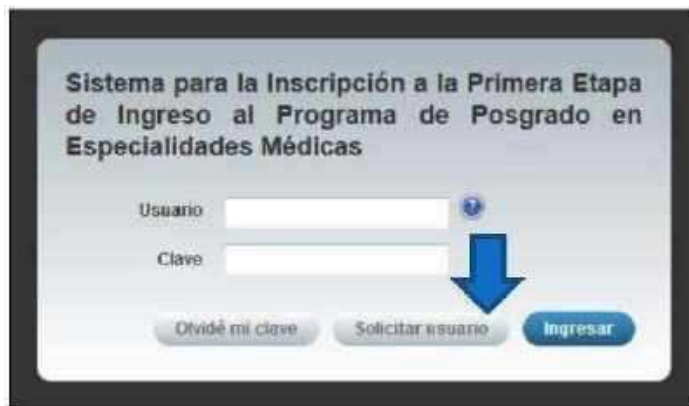 Sistema para la Inscripción a la Primera Etapa
de Ingreso al Programa de Posgrado en
Especialidades Médicas
Usuario
?
Clave
Olvidé mi clave
Solicitar usuario
Ingresar